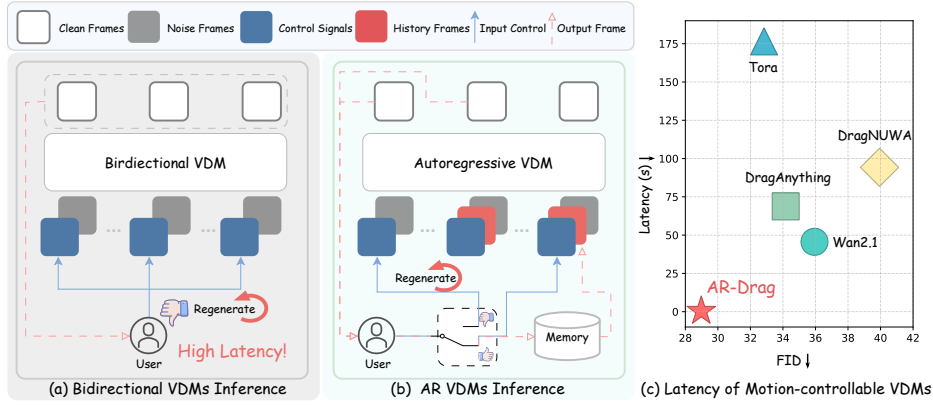 Clean Frames Noise Frames Control Signals History Frames Input Control Output Frame
Birdiectional VDM
... ...
Regenerate
High Latency!
User
(a) Bidirectional VDMs Inference
Autoregressive VDM
... ...
Regenerate
User
Memory
(b) AR VDMs Inference
Latency (s) ↓
175
150
125
100
75
50
25
0
Tora
DragNUWA
DragAnything
Wan2.1
AR-Drag
28 30 32 34 36 38 40 42
FID ↓
(c) Latency of Motion-controllable VDMs